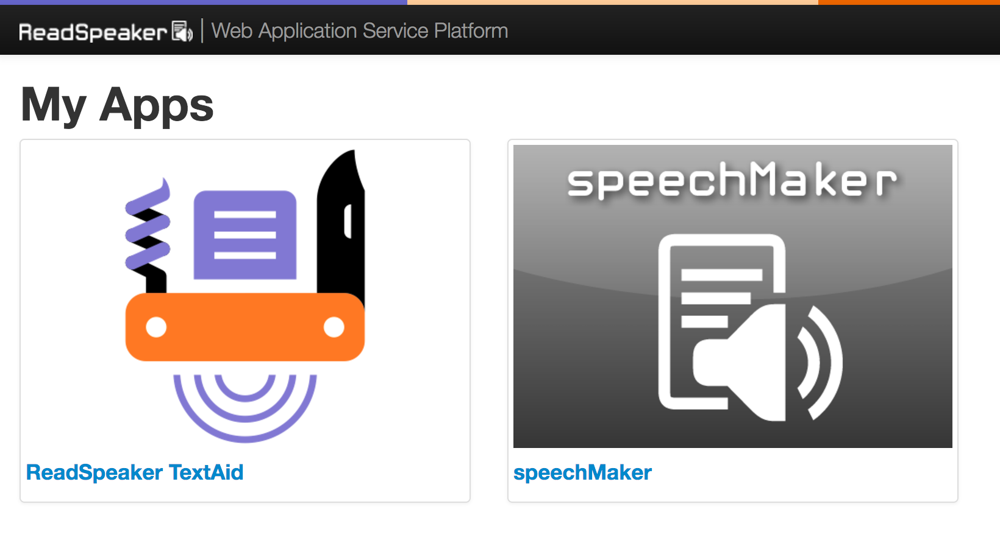 ReadSpeaker | Web Application Service Platform
My Apps
speechMaker
ReadSpeaker TextAid
speechMaker